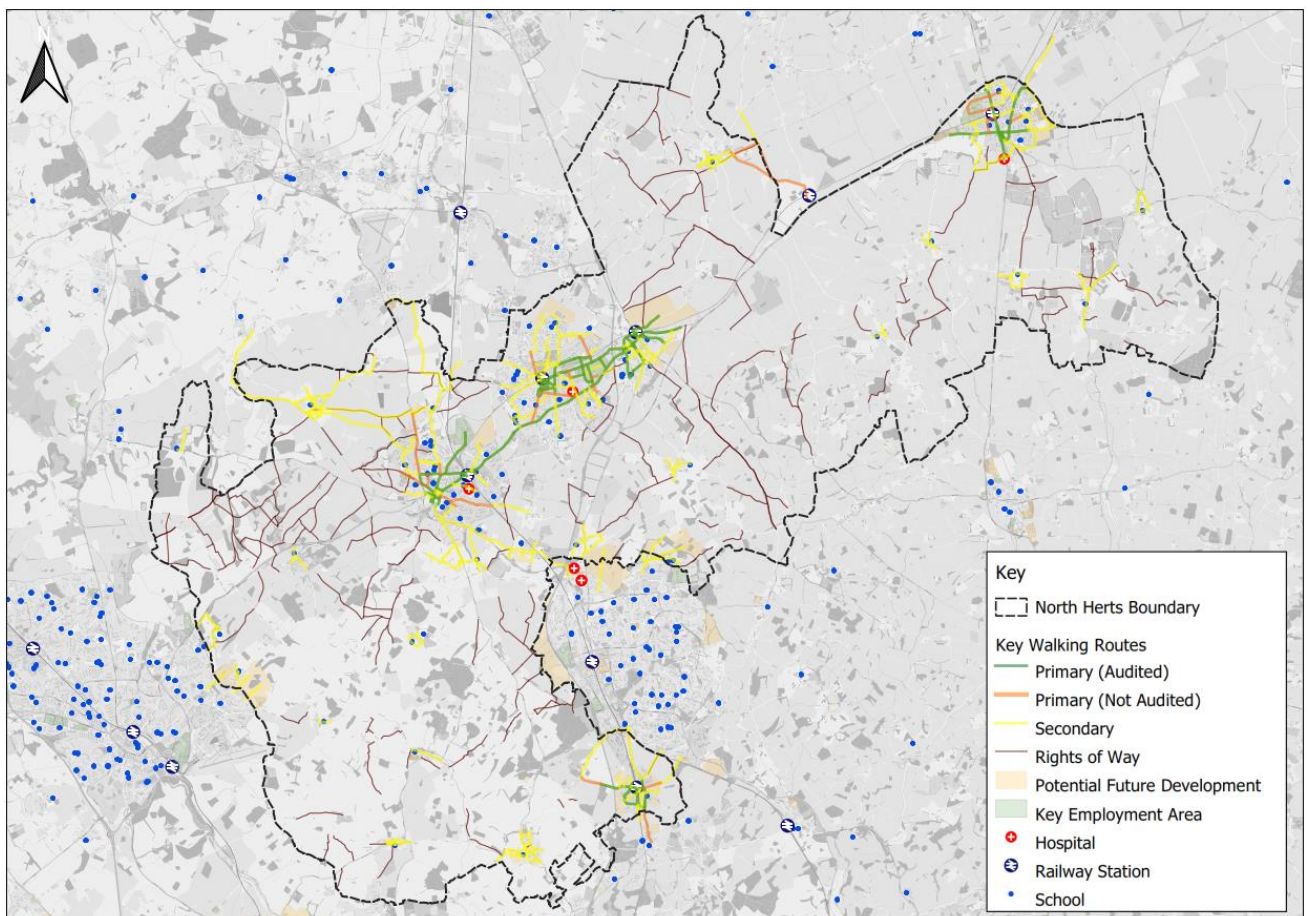 Key
North Herts Boundary
Key Walking Routes
Primary (Audited)
Primary (Not Audited)
Secondary
Rights of Way
Potential Future Development
Key Employment Area
Hospital
Railway Station
School